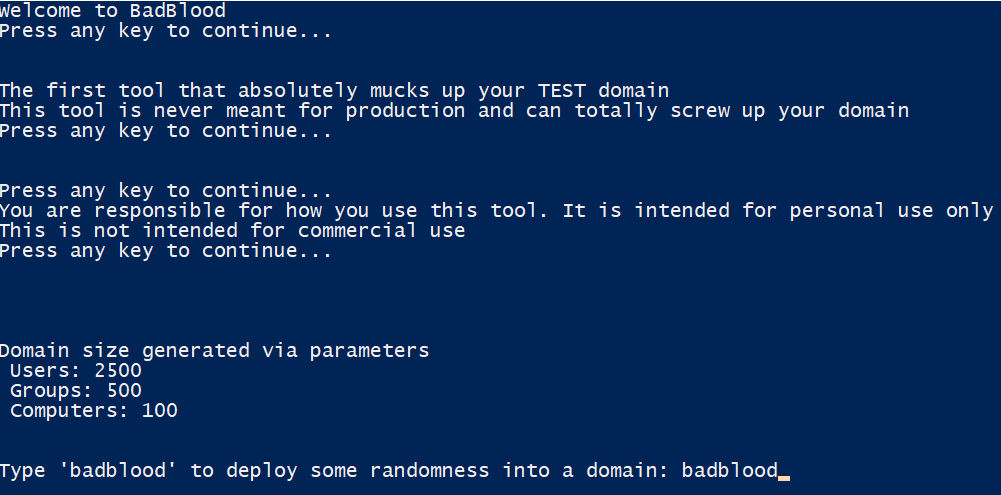 Welcome to BadBlood
Press any key to continue...
The first tool that absolutely mucks up your TEST domain
This tool is never meant for production and can totally screw up your domain
Press any key to continue...
Press any key to continue...
You are responsible for how you use this tool. It is intended for personal use only
This is not intended for commercial use
Press any key to continue...
Domain size generated via parameters
Users: 2500
Groups: 500
Computers: 100
Type 'badblood' to deploy some randomness into a domain: badblood